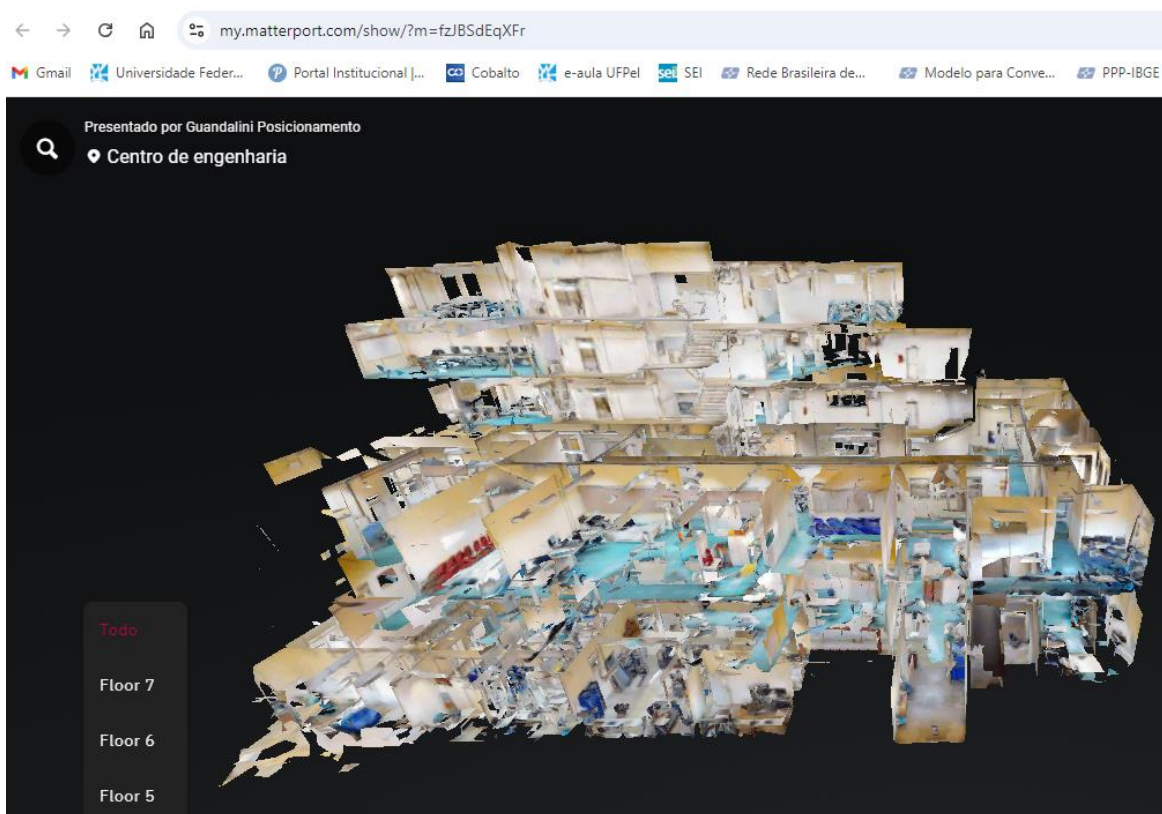 my.matterport.com/show/?m=fzJBSdEqXFr
Gmail Universidade Feder... Portal Institucional |... Cobalto e-aula UFPel sei! SEI Rede Brasileira de... Modelo para Conve... PPP-IBGE
Presentado por Guandalini Posicionamento
Centro de engenharia
Todo
Floor 7
Floor 6
Floor 5